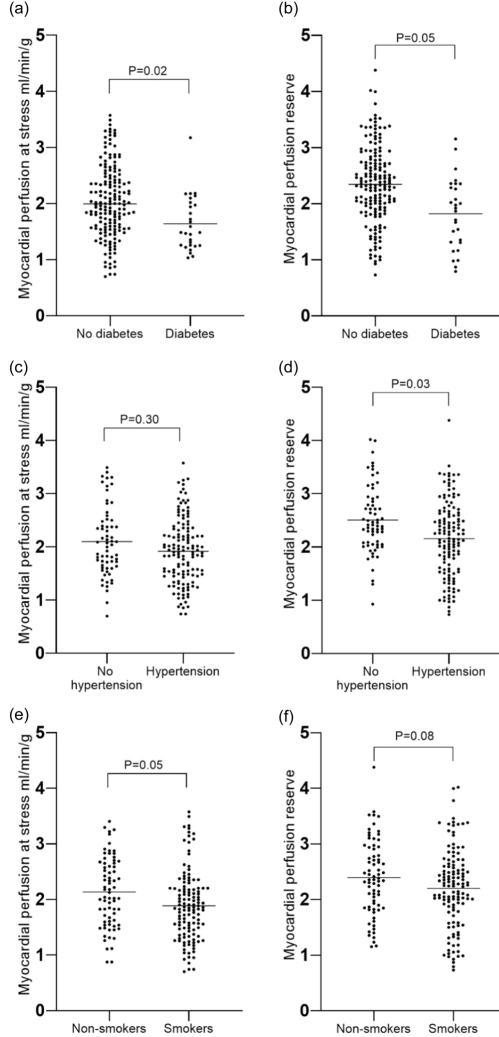 (a)
Myocardial perfusion at stress ml/min/g
P=0.02
5
4
3
2
1
0
No diabetes
Diabetes
(b)
Myocardial perfusion reserve
P=0.05
5
4
3
2
1
0
No diabetes
Diabetes
(c)
Myocardial perfusion at stress ml/min/g
P=0.30
5
4
3
2
1
0
No
hypertension
Hypertension
(d)
Myocardial perfusion reserve
P=0.03
5
4
3
2
1
0
No
hypertension
Hypertension
(e)
Myocardial perfusion at stress ml/min/g
P=0.05
5
4
3
2
1
0
Non-smokers
Smokers
(f)
Myocardial perfusion reserve
P=0.08
5
4
3
2
1
0
Non-smokers
Smokers